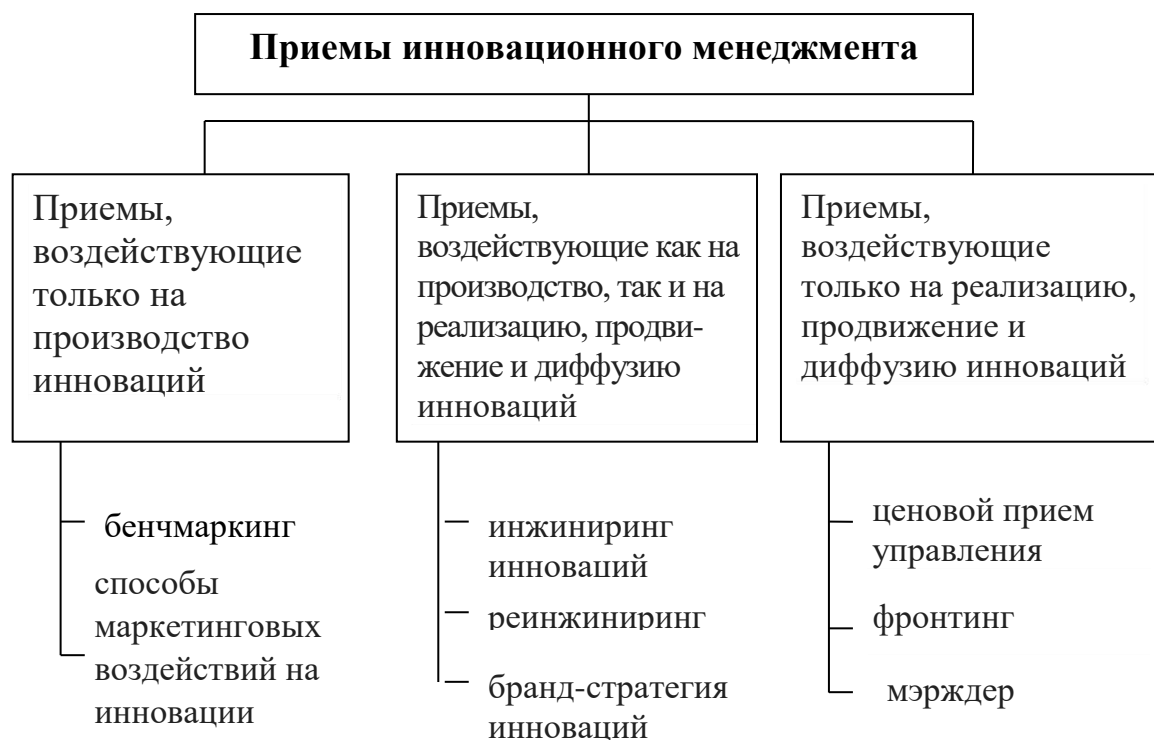 Приемы инновационного менеджмента
Приемы,
воздействующие
только на
производство
инноваций
Приемы,
воздействующие как на
производство, так и на
реализацию, продви-
жение и диффузию
инноваций
Приемы,
воздействующие
только на реализацию,
продвижение и
диффузию инноваций
бенчмаркинг
способы
маркетинговых
воздействий на
инновации
инжиниринг
инноваций
реинжиниринг
бранд-стратегия
инноваций
ценовой прием
управления
фронтинг
мэрждер